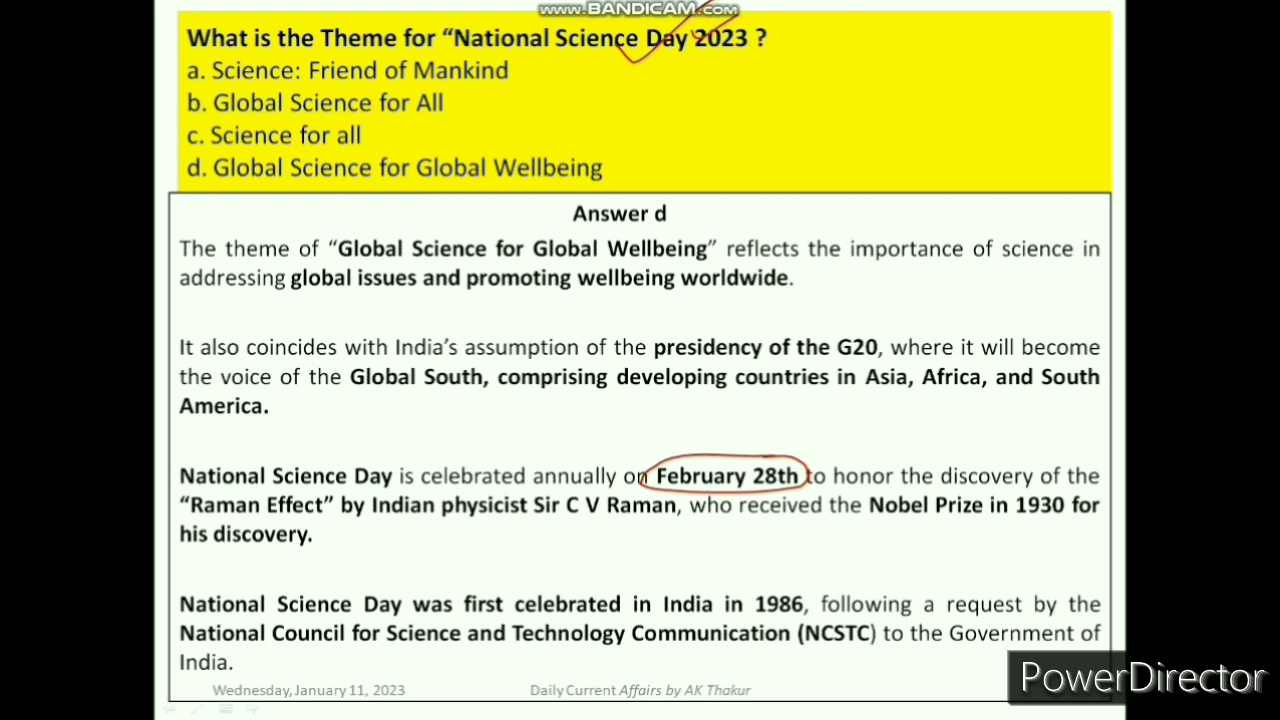 www.BANDICAM.COM
What is the Theme for “National Science Day 2023 ?
a. Science: Friend of Mankind
b. Global Science for All
c. Science for all
d. Global Science for Global Wellbeing
Answer d
The theme of “Global Science for Global Wellbeing” reflects the importance of science in
addressing global issues and promoting wellbeing worldwide.
It also coincides with India’s assumption of the presidency of the G20, where it will become
the voice of the Global South, comprising developing countries in Asia, Africa, and South
America.
National Science Day is celebrated annually on February 28th to honor the discovery of the
“Raman Effect” by Indian physicist Sir C V Raman, who received the Nobel Prize in 1930 for
his discovery.
National Science Day was first celebrated in India in 1986, following a request by the
National Council for Science and Technology Communication (NCSTC) to the Government of
India.
Wednesday, January 11, 2023 Daily Current Affairs by AK Thakur
PowerDirector